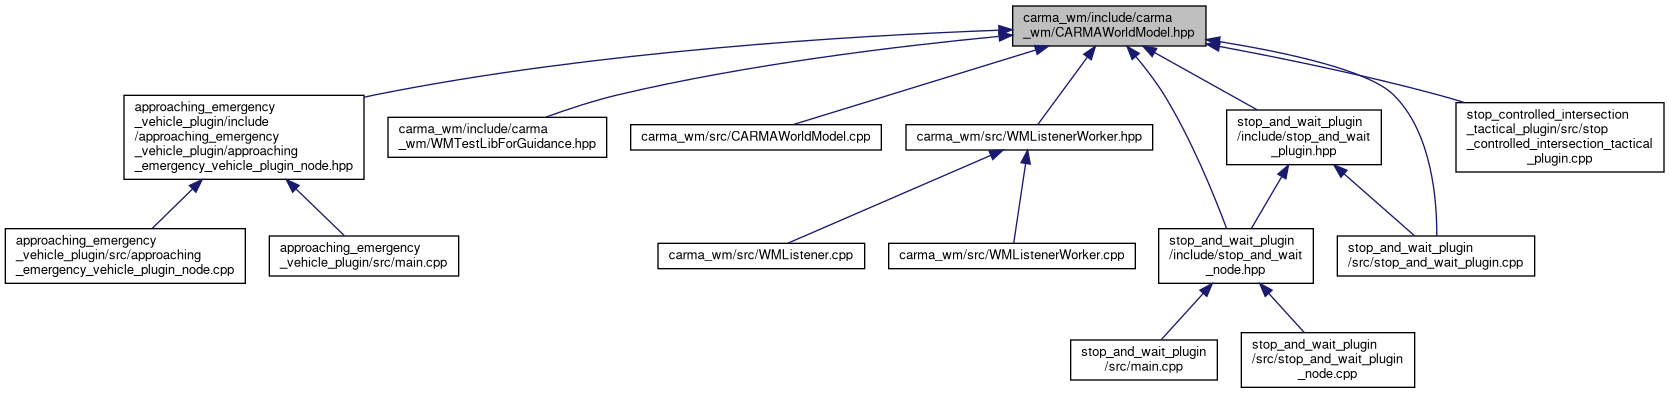 carma_wm/include/carma
_wm/CARMAWorldModel.hpp
approaching_emergency
_vehicle_plugin/include
/approaching_emergency
_vehicle_plugin/approaching
_emergency_vehicle_plugin_node.hpp
carma_wm/include/carma
_wm/WMTestLibForGuidance.hpp
carma_wm/src/CARMAWorldModel.cpp
carma_wm/src/WMListenerWorker.hpp
stop_and_wait_plugin
/include/stop_and_wait
_plugin.hpp
stop_controlled_intersection
_tactical_plugin/src/stop
_controlled_intersection_tactical
_plugin.cpp
approaching_emergency
_vehicle_plugin/src/approaching
_emergency_vehicle_plugin_node.cpp
approaching_emergency
_vehicle_plugin/src/main.cpp
carma_wm/src/WMListener.cpp
carma_wm/src/WMListenerWorker.cpp
stop_and_wait_plugin
/include/stop_and_wait
_node.hpp
stop_and_wait_plugin
/src/stop_and_wait_plugin.cpp
stop_and_wait_plugin
/src/main.cpp
stop_and_wait_plugin
/src/stop_and_wait_plugin
_node.cpp